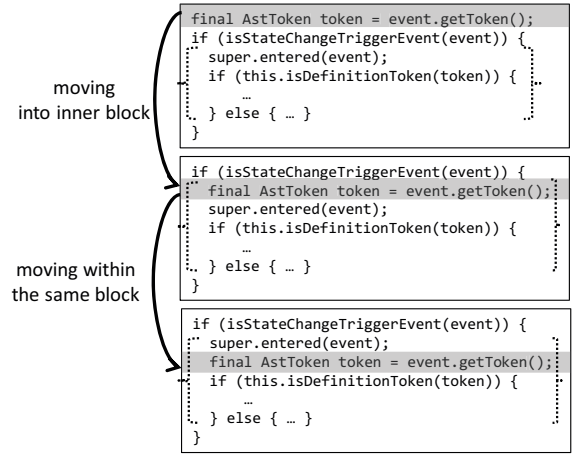 final AstToken token = event.getToken();
if (isStateChangeTriggerEvent(event)) {
super.entered(event);
if (this.isDefinitionToken(token)) {
…
} else { … }
}
moving
into inner block
if (isStateChangeTriggerEvent(event)) {
final AstToken token = event.getToken();
super.entered(event);
if (this.isDefinitionToken(token)) {
…
} else { … }
}
moving within
the same block
if (isStateChangeTriggerEvent(event)) {
super.entered(event);
final AstToken token = event.getToken();
if (this.isDefinitionToken(token)) {
…
} else { … }
}